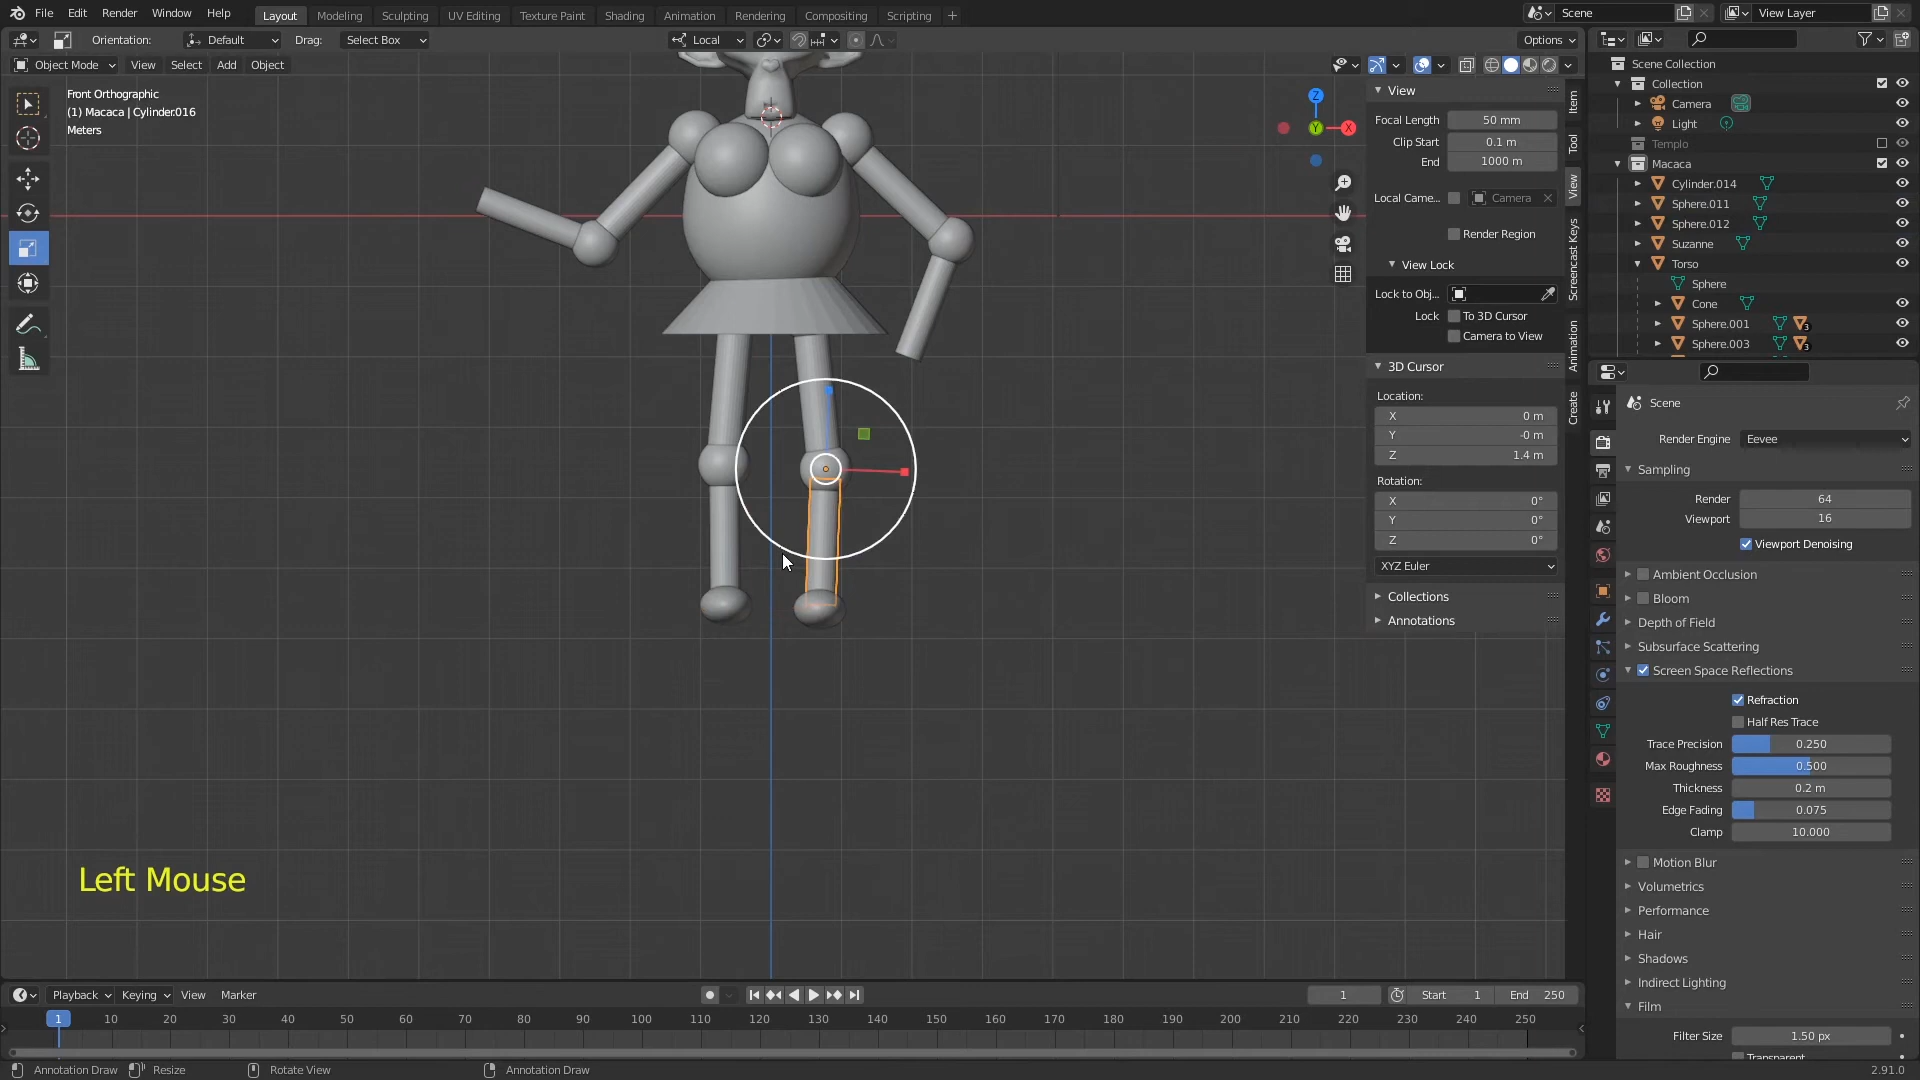 File Edit Render Window Help Layout Modeling Sculpting UV Editing Texture Paint Shading Animation Rendering Compositing Scripting + Scene View Layer
Orientation: Default Drag: Select Box Local Options
Object Mode View Select Add Object
Front Orthographic
(1) Macaca | Cylinder.016
Meters
Z
Y
X
View
Focal Length 50 mm
Clip Start 0.1 m
End 1000 m
Local Came... Camera
Render Region
View Lock
Lock to Obj...
Lock To 3D Cursor
Camera to View
3D Cursor
Location:
X 0 m
Y -0 m
Z 1.4 m
Rotation:
X 0°
Y 0°
Z 0°
XYZ Euler
Collections
Annotations
Item
Tool
View
Screencast Keys
Animation
Create
Scene Collection
Collection
Camera
Light
Templo
Macaca
Cylinder.014
Sphere.011
Sphere.012
Suzanne
Torso
Sphere
Cone
Sphere.001 3
Sphere.003 3
Scene
Render Engine Eevee
Sampling
Render 64
Viewport 16
Viewport Denoising
Ambient Occlusion
Bloom
Depth of Field
Subsurface Scattering
Screen Space Reflections
Refraction
Half Res Trace
Trace Precision 0.250
Max Roughness 0.500
Thickness 0.2 m
Edge Fading 0.075
Clamp 10.000
Motion Blur
Volumetrics
Performance
Hair
Shadows
Indirect Lighting
Film
Filter Size 1.50 px
Transparent
Left Mouse
Playback Keying View Marker 1 Start 1 End 250
1 10 20 30 40 50 60 70 80 90 100 110 120 130 140 150 160 170 180 190 200 210 220 230 240 250
Annotation Draw Resize Rotate View Annotation Draw 2.91.0